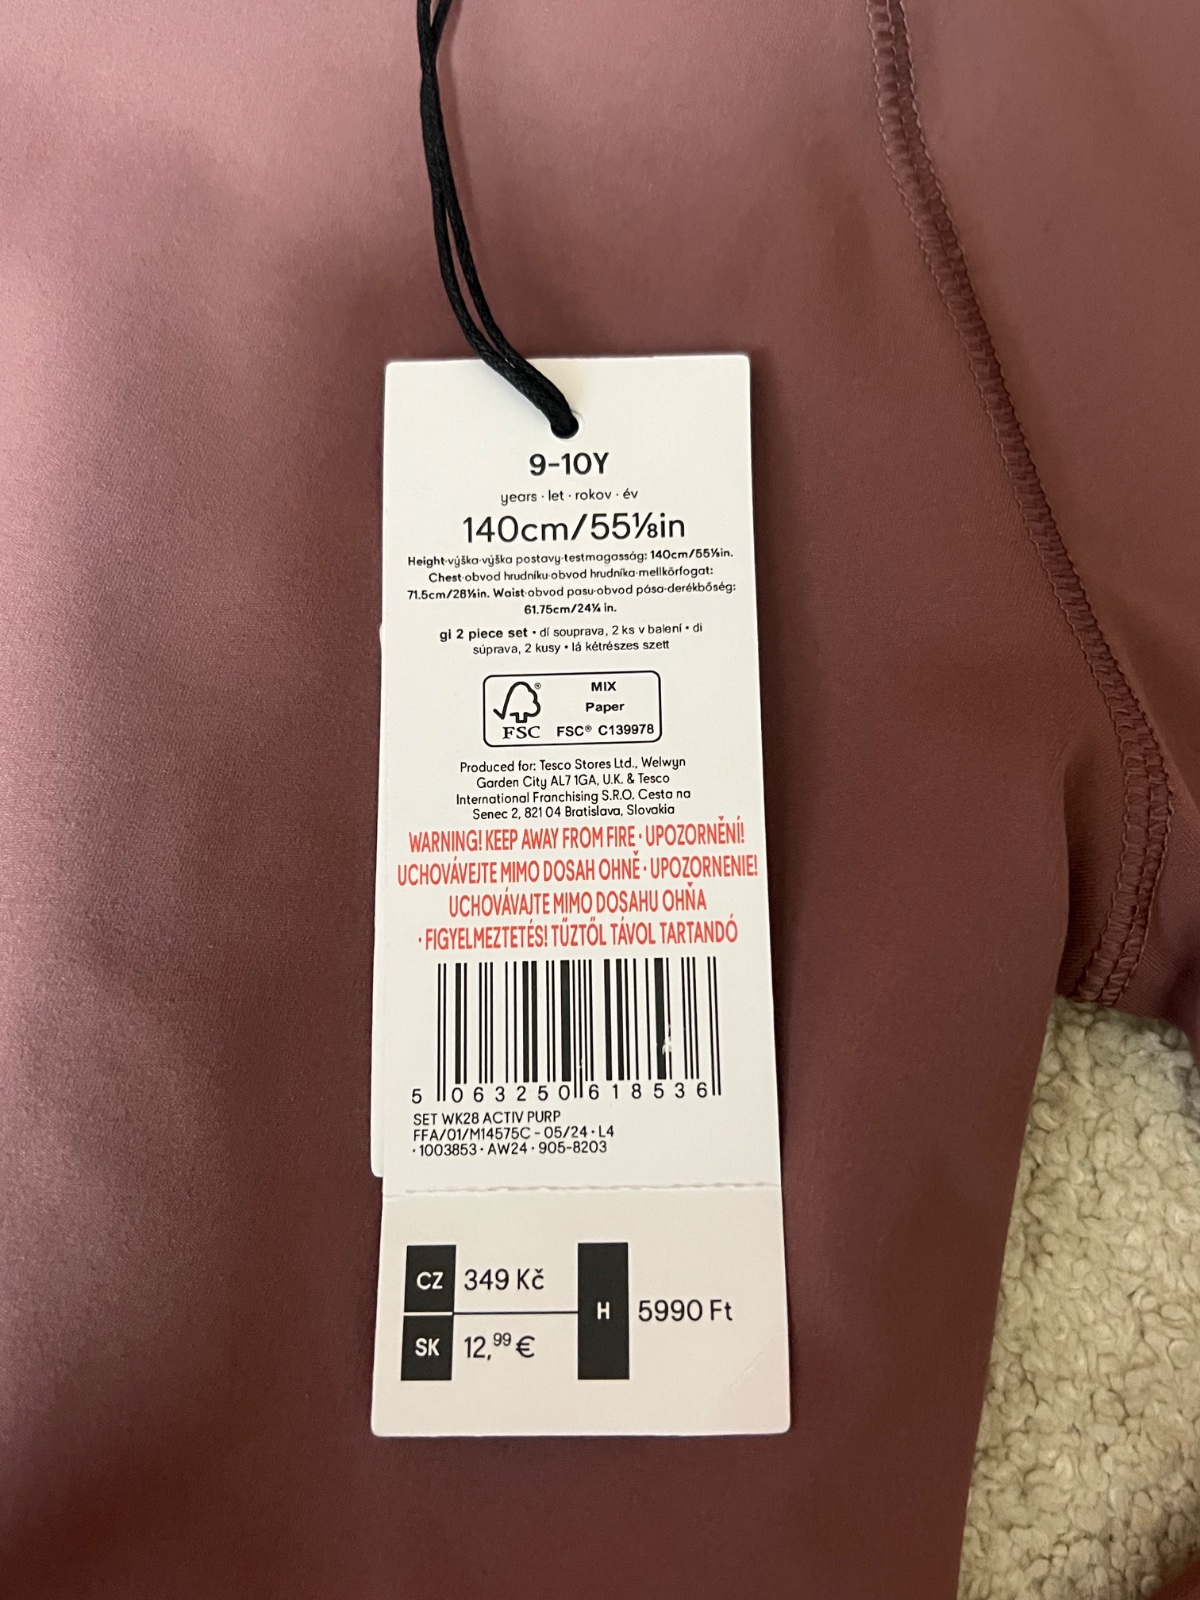 9-10Y
years · let · rokov · év
140cm/55⅛in
Height·výška·výška postavy·testmagasság: 140cm/55⅛in.
Chest·obvod hrudníku·obvod hrudníka·mellkőrfogat:
71.5cm/28⅛in. Waist·obvod pasu·obvod pása·derékbőség:
61.75cm/24¼ in.
gi 2 piece set • dí souprava, 2 ks v balení • di
súprava, 2 kusy • lá kétrészes szett
MIX
Paper
FSC® FSC® C139978
Produced for: Tesco Stores Ltd., Welwyn
Garden City AL7 1GA, U.K. & Tesco
International Franchising S.R.O. Cesta na
Senec 2, 821 04 Bratislava, Slovakia
WARNING! KEEP AWAY FROM FIRE · UPOZORNĚNÍ!
UCHOVÁVEJTE MIMO DOSAH OHNĚ · UPOZORNENIE!
UCHOVÁVAJTE MIMO DOSAHU OHŇA
· FIGYELMEZTETÉS! TŰZTŐL TÁVOL TARTANDÓ
5 063250 618536
SET WK28 ACTIV PURP
FFA/01/M14575C - 05/24 · L4
· 1003853 · AW24 · 905-8203
CZ 349 Kč
H 5990 Ft
SK 12,99 €